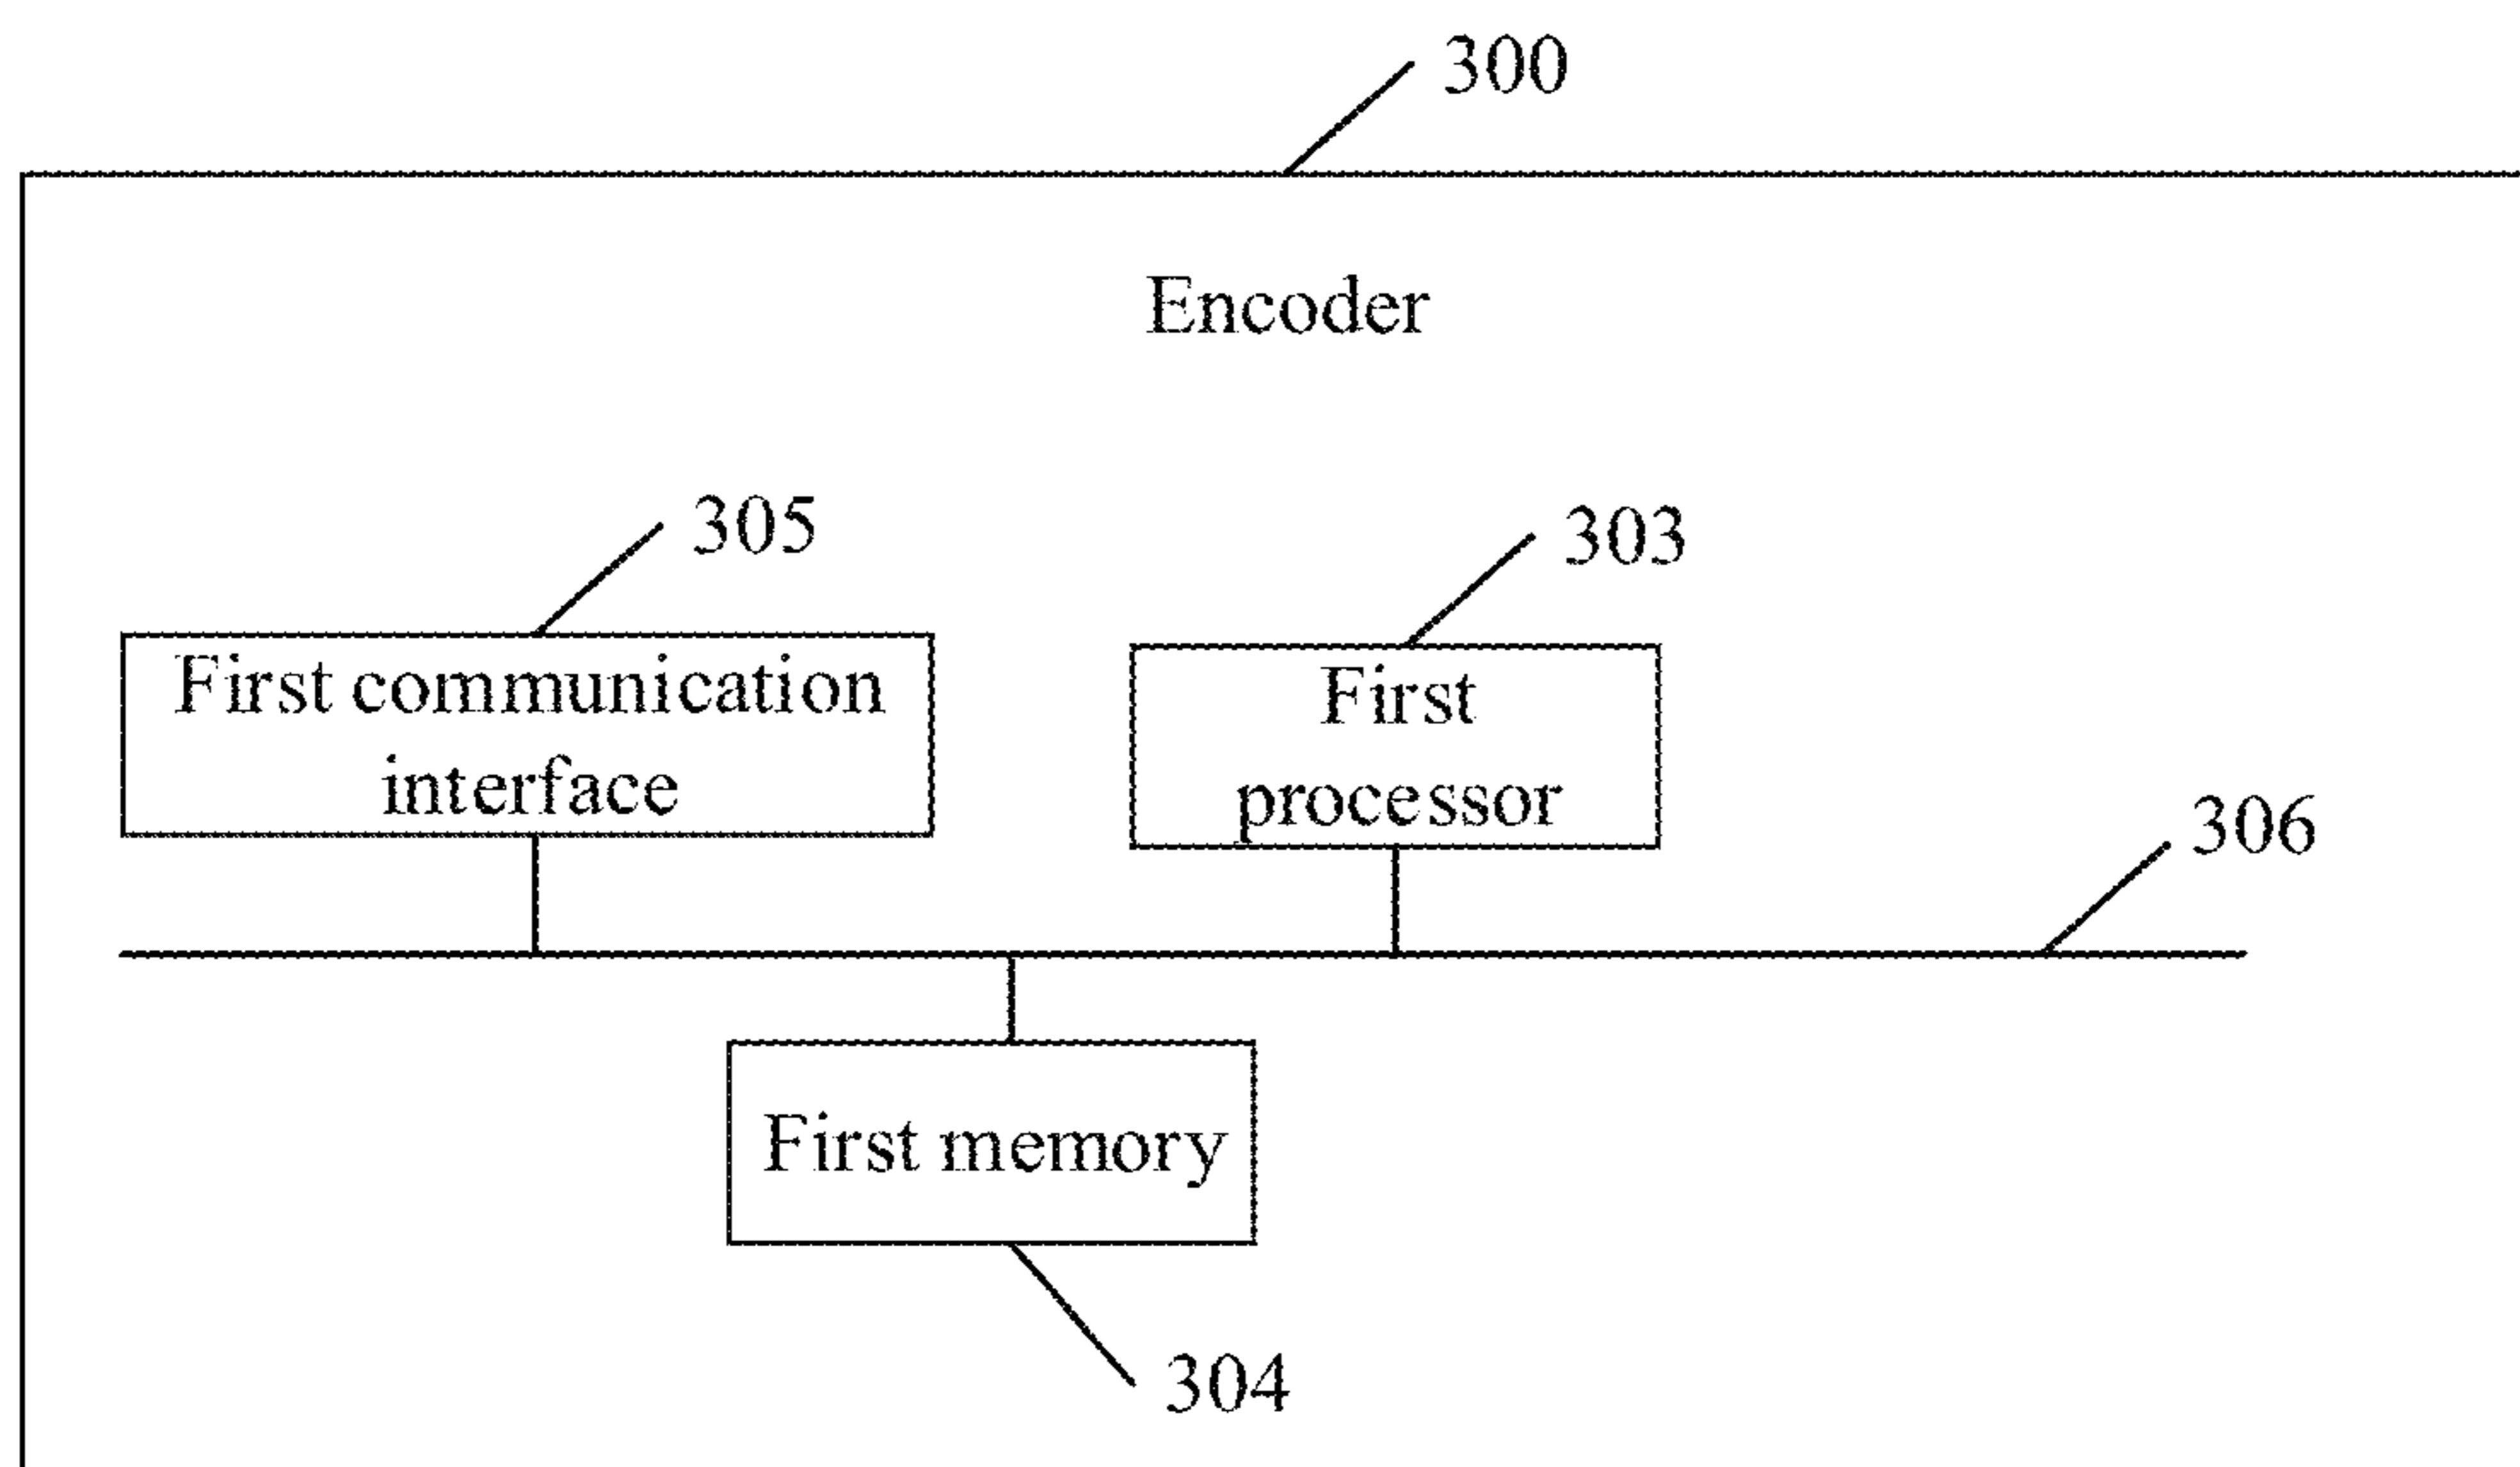 300
Encoder
305
303
First communication
interface
First
processor
306
First memory
304